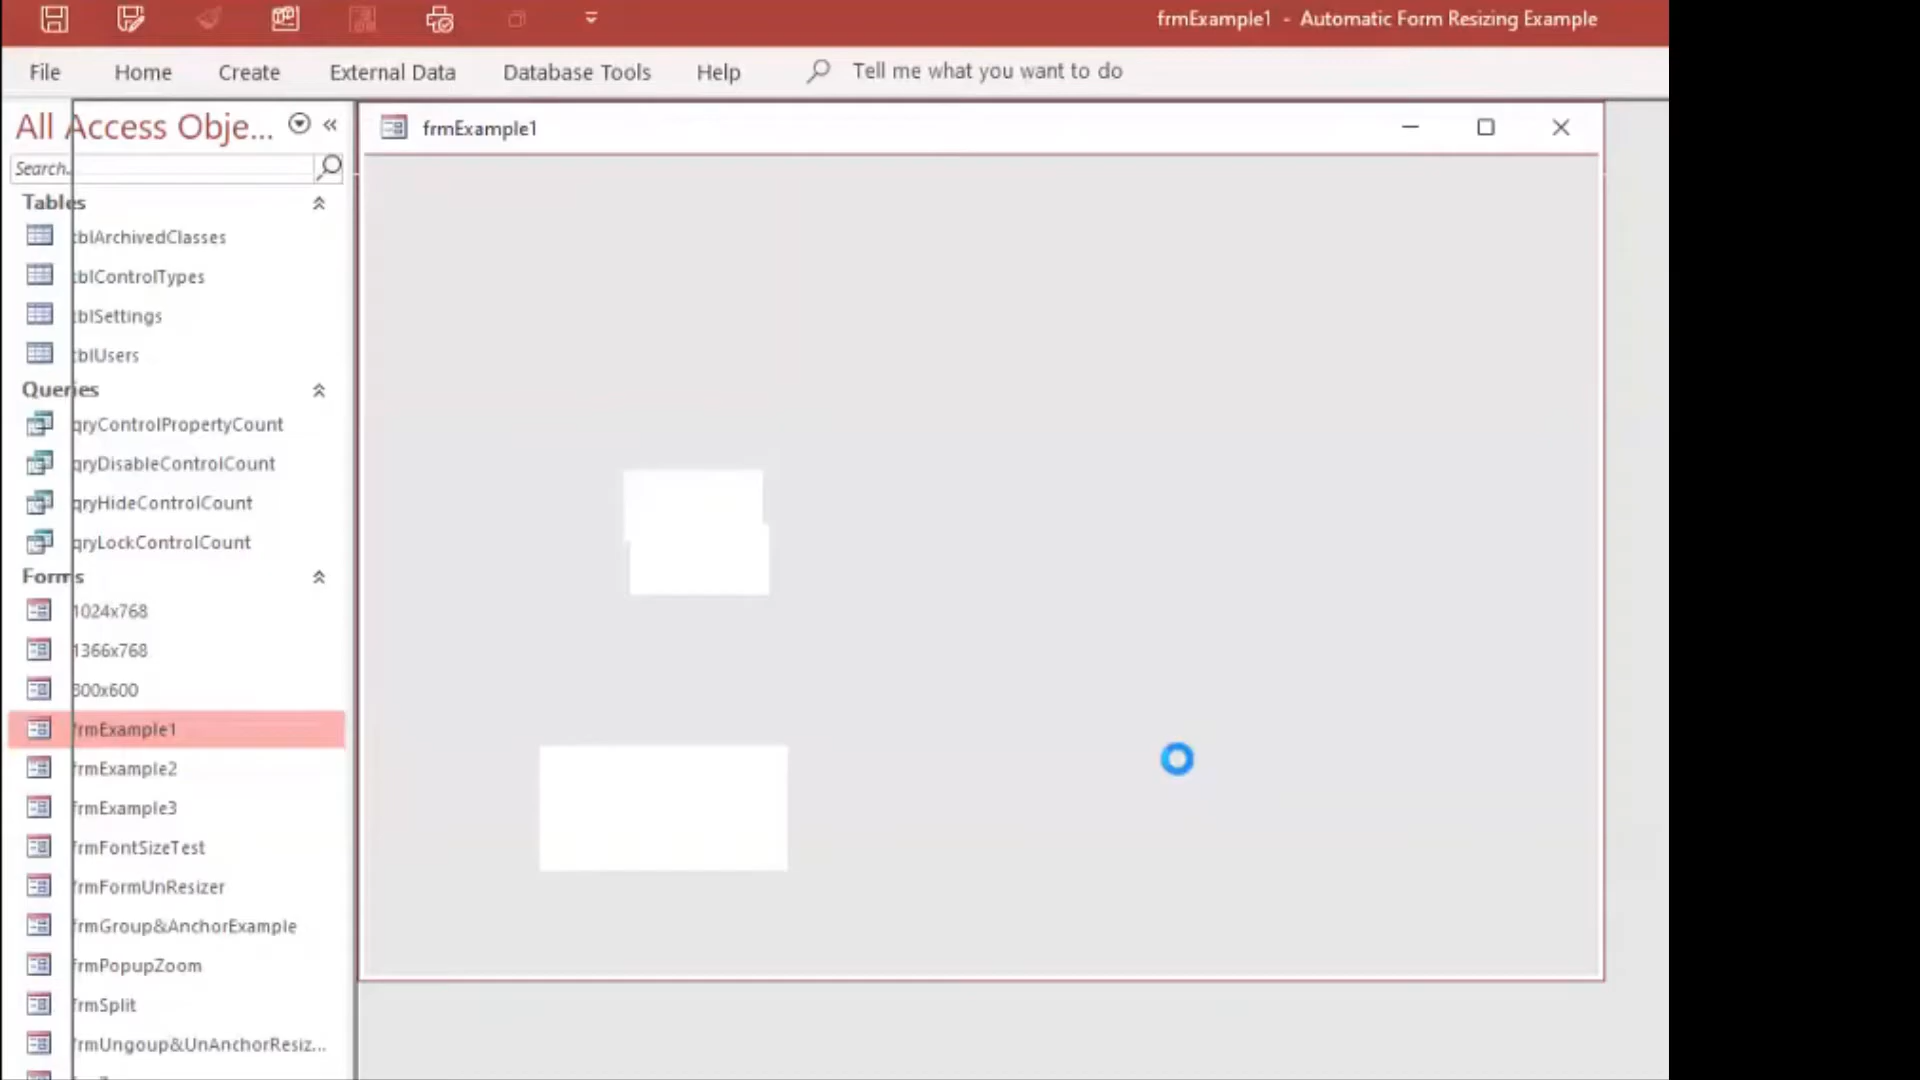 frmExample1 - Automatic Form Resizing Example
File Home Create External Data Database Tools Help Tell me what you want to do
All Access Obje...
frmExample1
Search.
Tables
tblArchivedClasses
tblControlTypes
tblSettings
tblUsers
Queries
qryControlPropertyCount
qryDisableControlCount
qryHideControlCount
qryLockControlCount
Forms
1024x768
1366x768
800x600
frmExample1
frmExample2
frmExample3
frmFontSizeTest
frmFormUnResizer
frmGroup&AnchorExample
frmPopupZoom
frmSplit
frmUngoup&UnAnchorResiz...